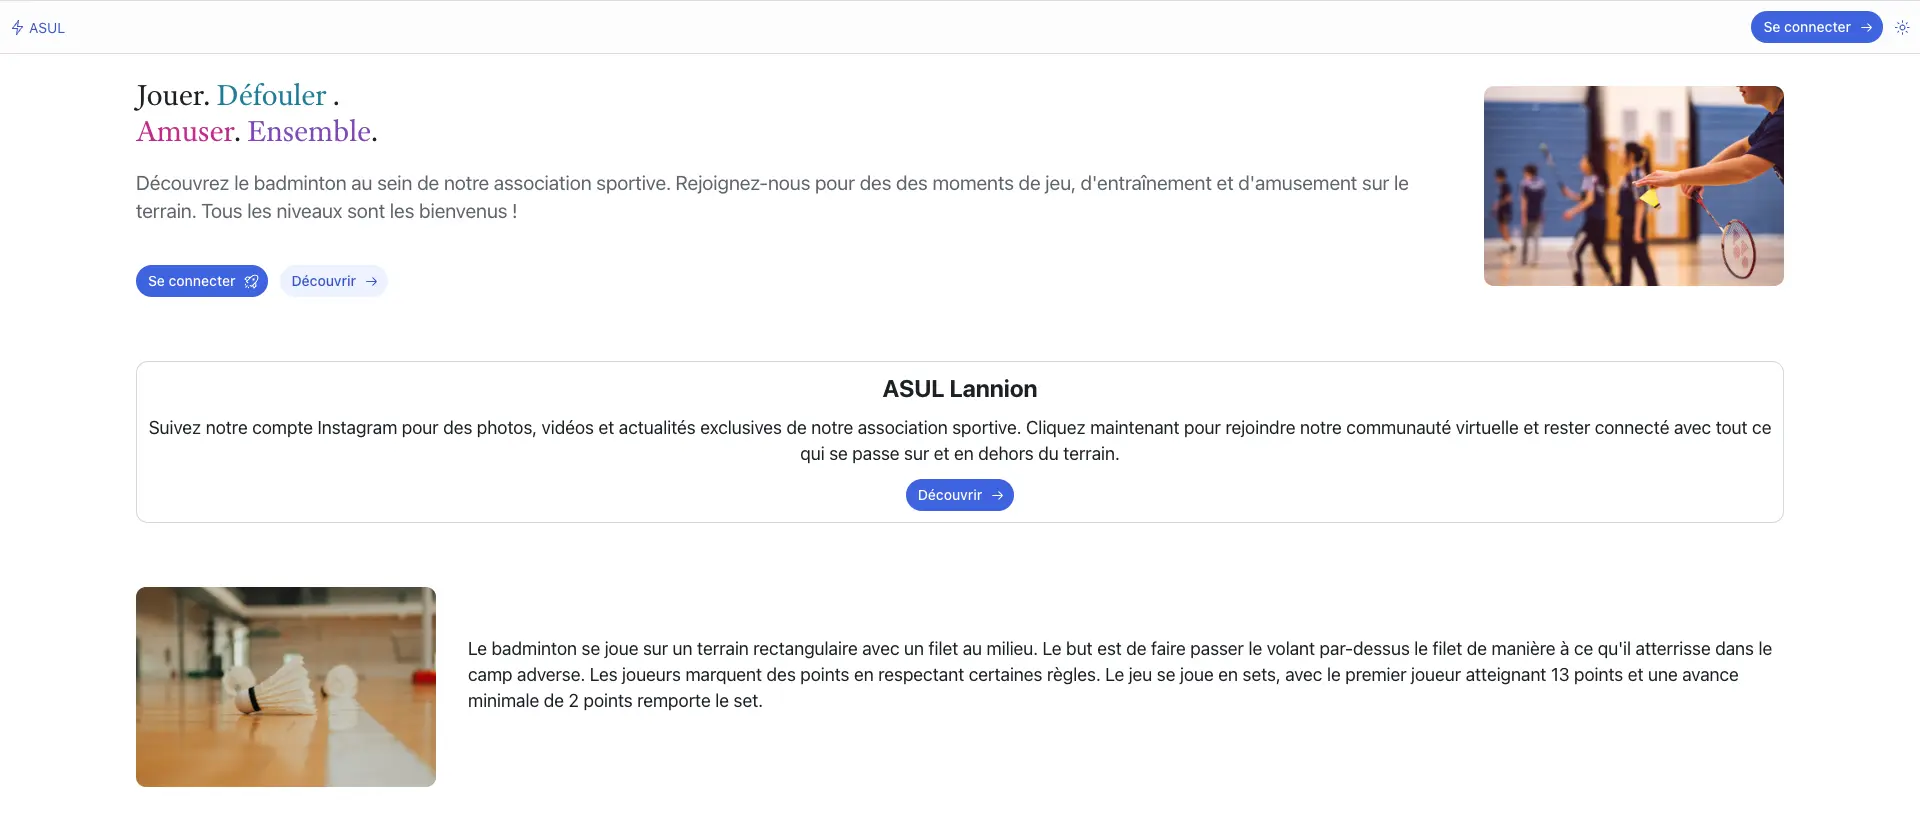 ASUL
Se connecter
Jouer. Défouler .
Amuser. Ensemble.
Découvrez le badminton au sein de notre association sportive. Rejoignez-nous pour des des moments de jeu, d'entraînement et d'amusement sur le
terrain. Tous les niveaux sont les bienvenus !
Se connecter
Découvrir
ASUL Lannion
Suivez notre compte Instagram pour des photos, vidéos et actualités exclusives de notre association sportive. Cliquez maintenant pour rejoindre notre communauté virtuelle et rester connecté avec tout ce
qui se passe sur et en dehors du terrain.
Découvrir
Le badminton se joue sur un terrain rectangulaire avec un filet au milieu. Le but est de faire passer le volant par-dessus le filet de manière à ce qu'il atterrisse dans le
camp adverse. Les joueurs marquent des points en respectant certaines règles. Le jeu se joue en sets, avec le premier joueur atteignant 13 points et une avance
minimale de 2 points remporte le set.